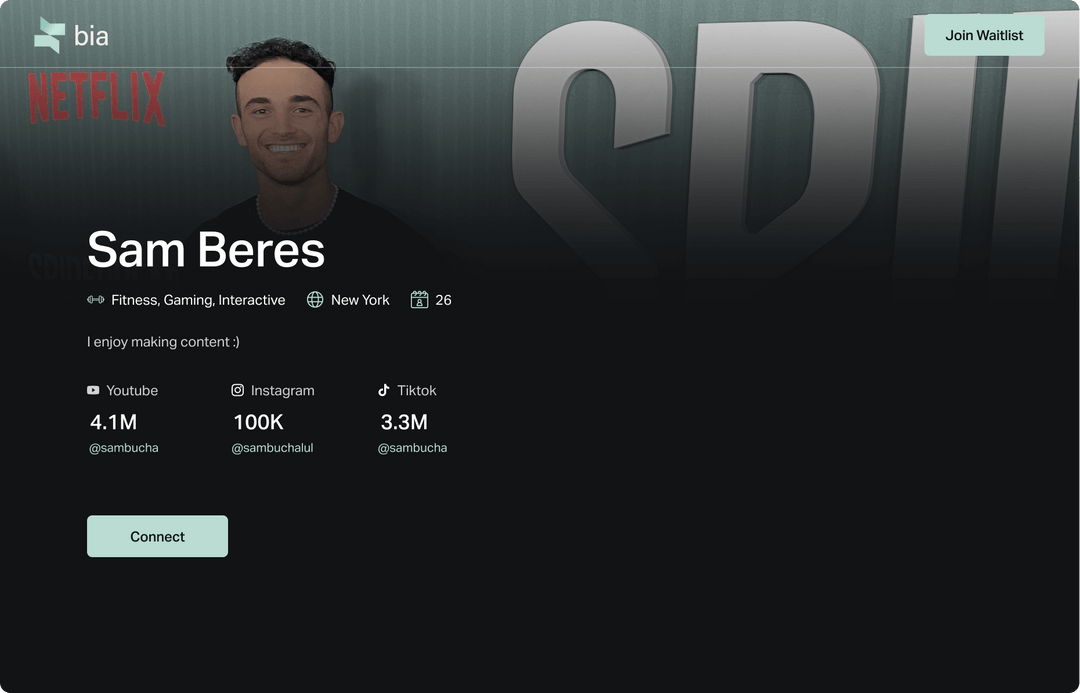 bia
Join Waitlist
NETFLIX
Sam Beres
Fitness, Gaming, Interactive New York 26
I enjoy making content :)
Youtube Instagram Tiktok
4.1M 100K 3.3M
@sambucha @sambuchalul @sambucha
Connect